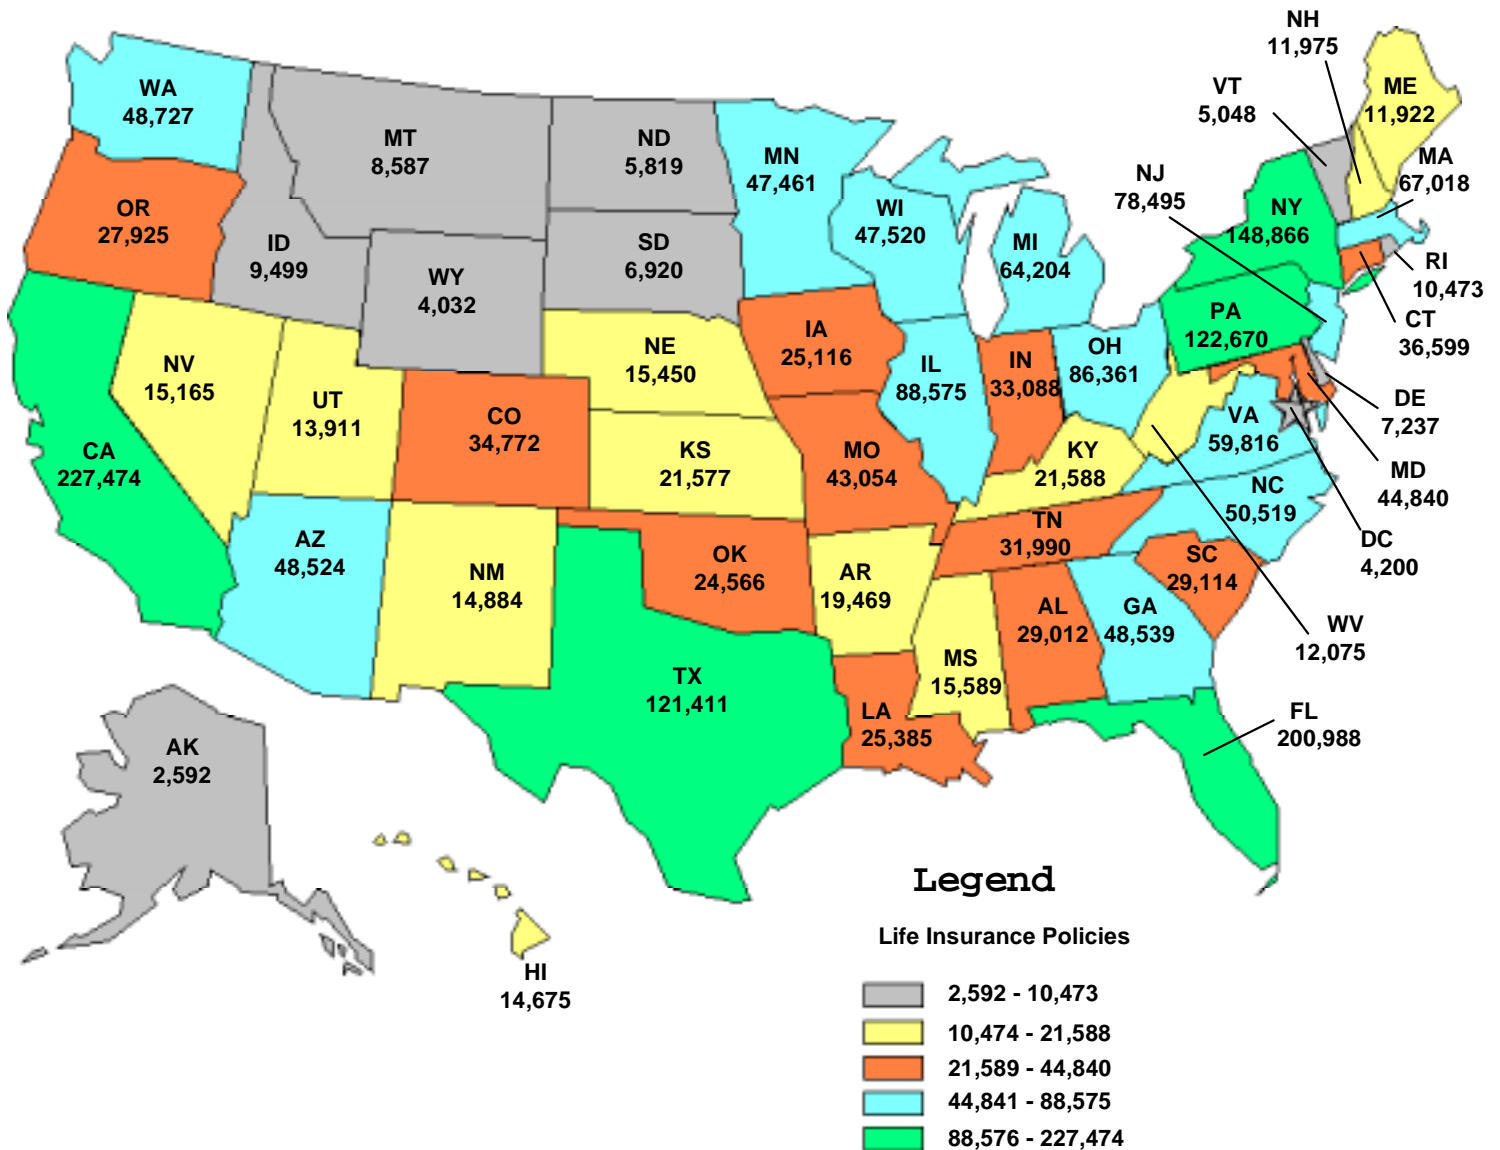 NH
11,975
VT
5,048
ME
11,922
WA
48,727
MT
8,587
ND
5,819
MN
47,461
NJ
78,495
MA
67,018
OR
27,925
ID
9,499
SD
6,920
WI
47,520
MI
64,204
NY
148,866
RI
10,473
WY
4,032
PA
122,670
CT
36,599
IA
25,116
NV
15,165
NE
15,450
IL
88,575
IN
33,088
OH
86,361
UT
13,911
CO
34,772
DE
7,237
CA
227,474
KS
21,577
MO
43,054
KY
21,588
VA
59,816
MD
44,840
NC
50,519
AZ
48,524
NM
14,884
OK
24,566
AR
19,469
TN
31,990
SC
29,114
DC
4,200
AL
29,012
GA
48,539
WV
12,075
MS
15,589
TX
121,411
LA
25,385
FL
200,988
AK
2,592
HI
14,675
Legend
Life Insurance Policies
2,592 - 10,473
10,474 - 21,588
21,589 - 44,840
44,841 - 88,575
88,576 - 227,474